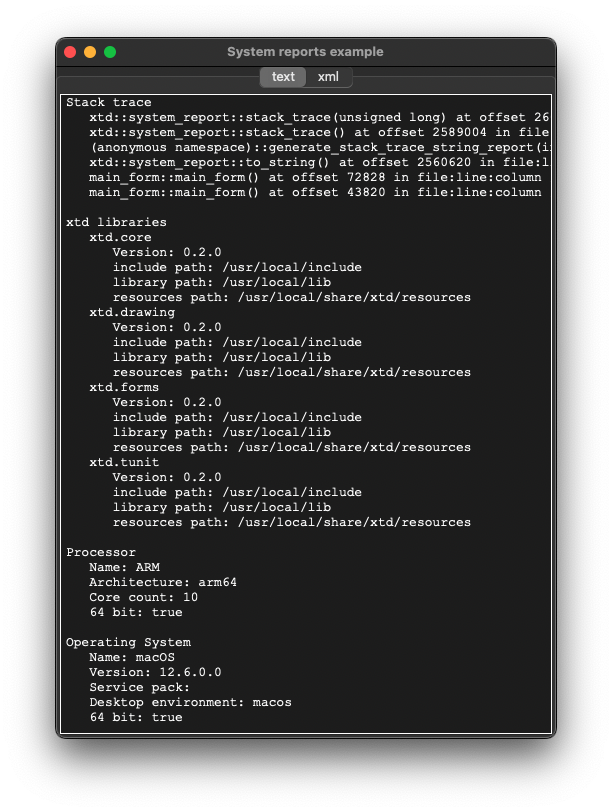 System reports example
text xml
Stack trace
xtd::system_report::stack_trace(unsigned long) at offset 26
xtd::system_report::stack_trace() at offset 2589004 in file
(anonymous namespace)::generate_stack_trace_string_report(i
xtd::system_report::to_string() at offset 2560620 in file:l
main_form::main_form() at offset 72828 in file:line:column
main_form::main_form() at offset 43820 in file:line:column
xtd libraries
xtd.core
Version: 0.2.0
include path: /usr/local/include
library path: /usr/local/lib
resources path: /usr/local/share/xtd/resources
xtd.drawing
Version: 0.2.0
include path: /usr/local/include
library path: /usr/local/lib
resources path: /usr/local/share/xtd/resources
xtd.forms
Version: 0.2.0
include path: /usr/local/include
library path: /usr/local/lib
resources path: /usr/local/share/xtd/resources
xtd.tunit
Version: 0.2.0
include path: /usr/local/include
library path: /usr/local/lib
resources path: /usr/local/share/xtd/resources
Processor
Name: ARM
Architecture: arm64
Core count: 10
64 bit: true
Operating System
Name: macOS
Version: 12.6.0.0
Service pack:
Desktop environment: macos
64 bit: true